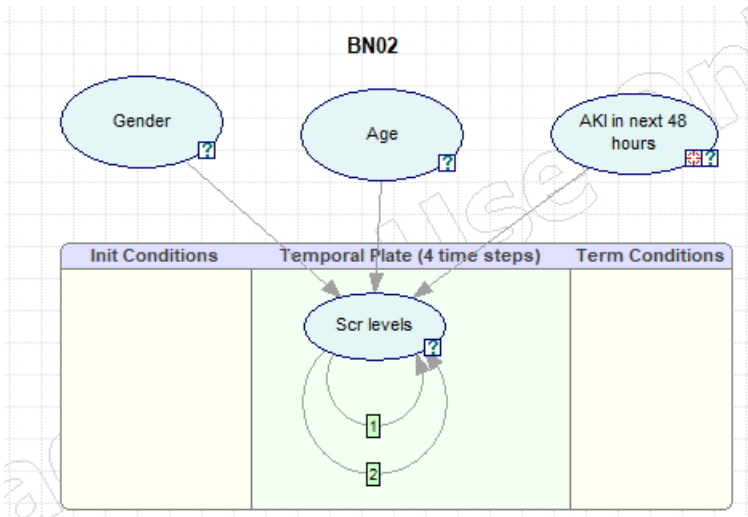 BN02
Gender
?
Age
?
AKI in next 48
hours
?
Init Conditions
Temporal Plate (4 time steps)
Term Conditions
Scr levels
?
1
2